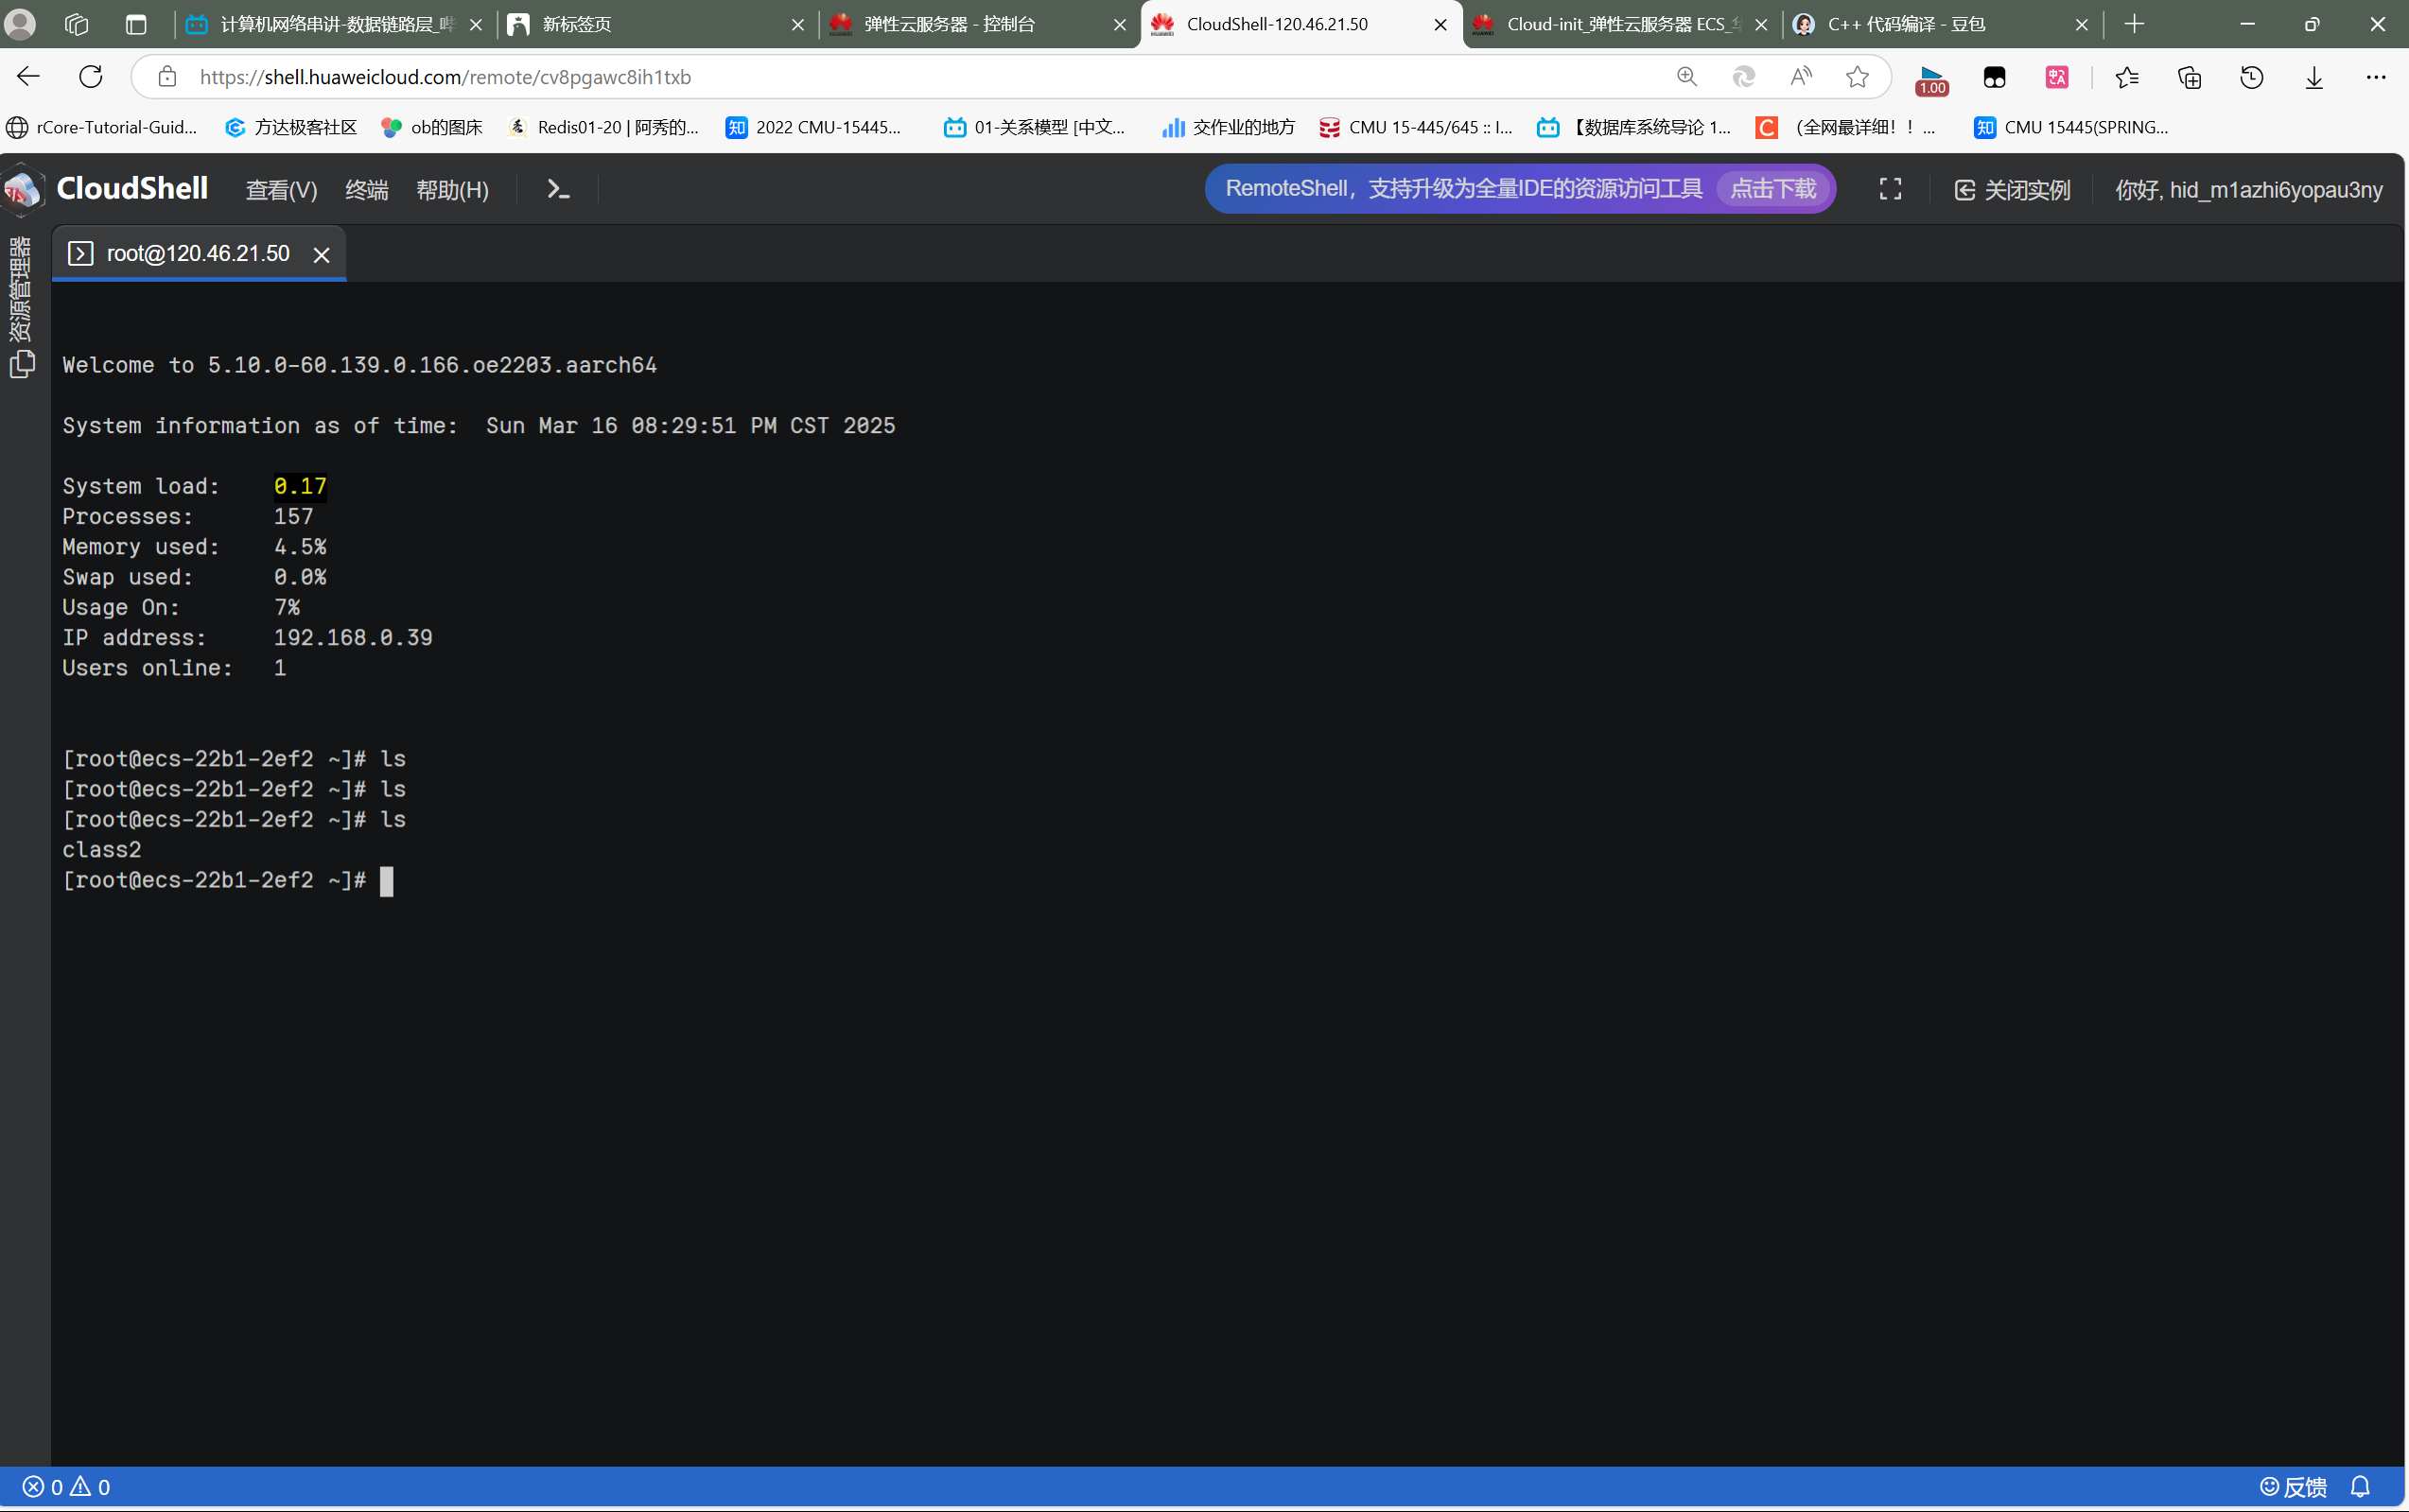 计算机网络串讲-数据链路层_哔
新标签页
弹性云服务器 - 控制台
CloudShell-120.46.21.50
Cloud-init_弹性云服务器 ECS_华
C++ 代码编译 - 豆包
https://shell.huaweicloud.com/remote/cv8pgawc8ih1txb
1.00
rCore-Tutorial-Guid...
方达极客社区
ob的图床
Redis01-20 | 阿秀的...
知 2022 CMU-15445...
01-关系模型 [中文...
交作业的地方
CMU 15-445/645 :: I...
【数据库系统导论 1...
C （全网最详细！！...
知 CMU 15445(SPRING...
CloudShell
查看(V)
终端
帮助(H)
RemoteShell，支持升级为全量IDE的资源访问工具
点击下载
关闭实例
你好, hid_m1azhi6yopau3ny
资源管理器
root@120.46.21.50
Welcome to 5.10.0-60.139.0.166.oe2203.aarch64
System information as of time:  Sun Mar 16 08:29:51 PM CST 2025
System load:    0.17
Processes:      157
Memory used:    4.5%
Swap used:      0.0%
Usage On:       7%
IP address:     192.168.0.39
Users online:   1
[root@ecs-22b1-2ef2 ~]# ls
[root@ecs-22b1-2ef2 ~]# ls
[root@ecs-22b1-2ef2 ~]# ls
class2
[root@ecs-22b1-2ef2 ~]#
0
0
反馈